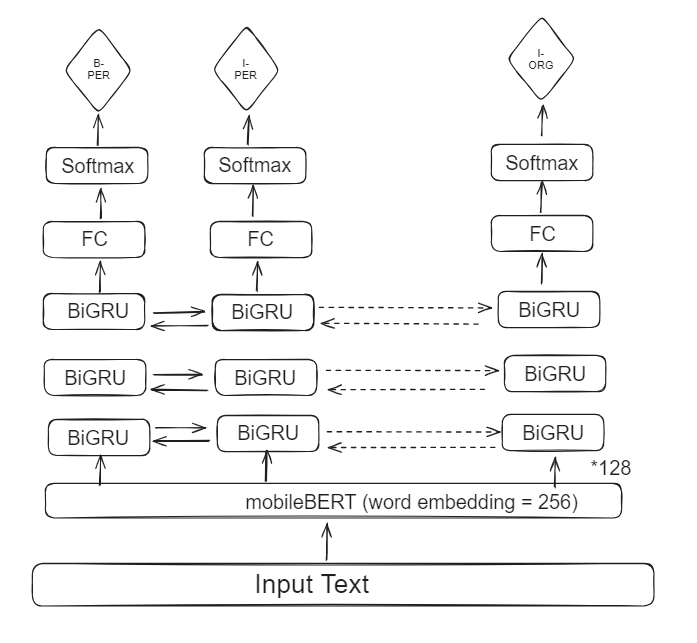 B-
PER
I-
PER
I-
ORG
Softmax
Softmax
Softmax
FC
FC
FC
BiGRU
BiGRU
BiGRU
BiGRU
BiGRU
BiGRU
BiGRU
BiGRU
BiGRU
*128
mobileBERT (word embedding = 256)
Input Text